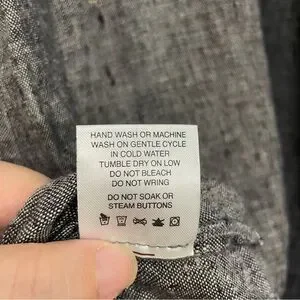 HAND WASH OR MACHINE
WASH ON GENTLE CYCLE
IN COLD WATER
TUMBLE DRY ON LOW
DO NOT BLEACH
DO NOT WRING
DO NOT SOAK OR
STEAM BUTTONS